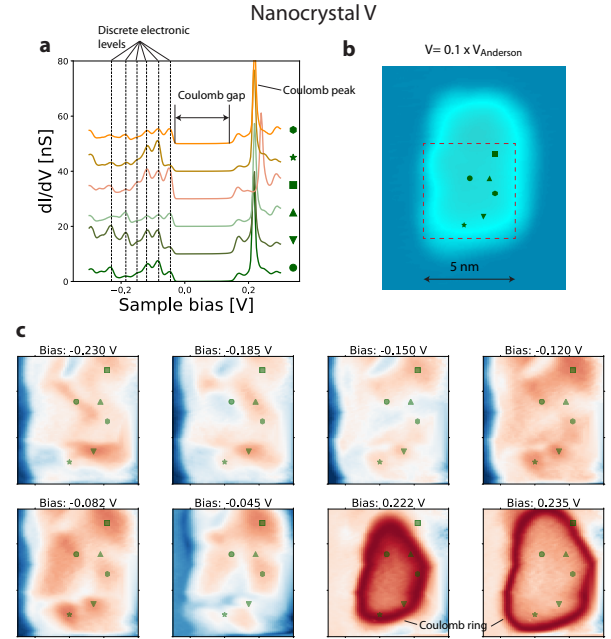 Nanocrystal V
Discrete electronic
levels
a
b
V= 0.1 x VAnderson
80
60
40
20
0
Coulomb gap
Coulomb peak
dI/dV [nS]
−0,2
0,0
0,2
Sample bias [V]
5 nm
c
Bias: -0.230 V
Bias: -0.185 V
Bias: -0.150 V
Bias: -0.120 V
Bias: -0.082 V
Bias: -0.045 V
Bias: 0.222 V
Bias: 0.235 V
Coulomb ring